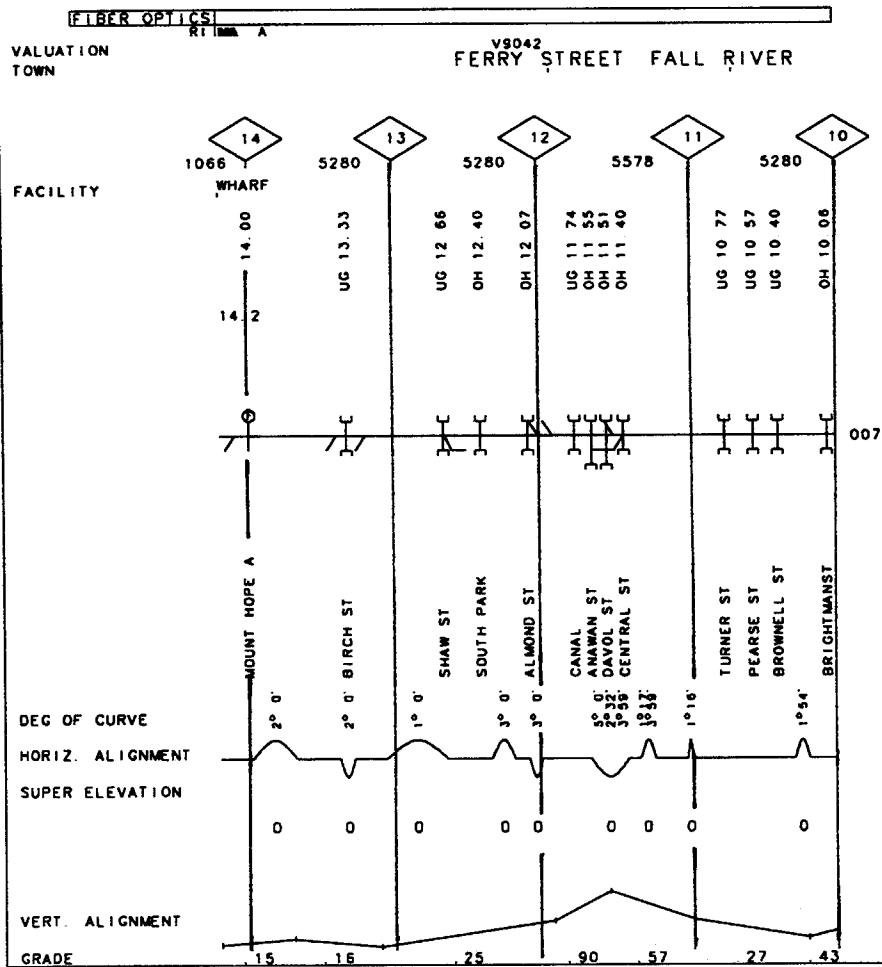 FIBER OPTICS
RI MA A
VALUATION V9042
TOWN FERRY STREET FALL RIVER
14 13 12 11 10
1066 5280 5280 5578 5280
FACILITY WHARF
14.00 UG 13.33 UG 12 66 OH 12.40 OH 12 07 UG 11 74 OH 11 55 OH 11 51 OH 11.40 UG 10 77 UG 10 57 UG 10.40 OH 10 06
14.2
007
MOUNT HOPE A BIRCH ST SHAW ST SOUTH PARK ALMOND ST CANAL ANAWAN ST DAVOL ST CENTRAL ST TURNER ST PEARSE ST BROWNELL ST BRIGHTMANST
DEG OF CURVE 2° 0' 2° 0' 1° 0' 3° 0' 3° 0' 5° 0' 2° 32' 3° 59' 1° 17' 3° 59' 1° 16' 1° 54'
HORIZ. ALIGNMENT
SUPER ELEVATION
0 0 0 0 0 0 0 0 0
VERT. ALIGNMENT
GRADE .15 .16 .25 .90 .57 .27 .43